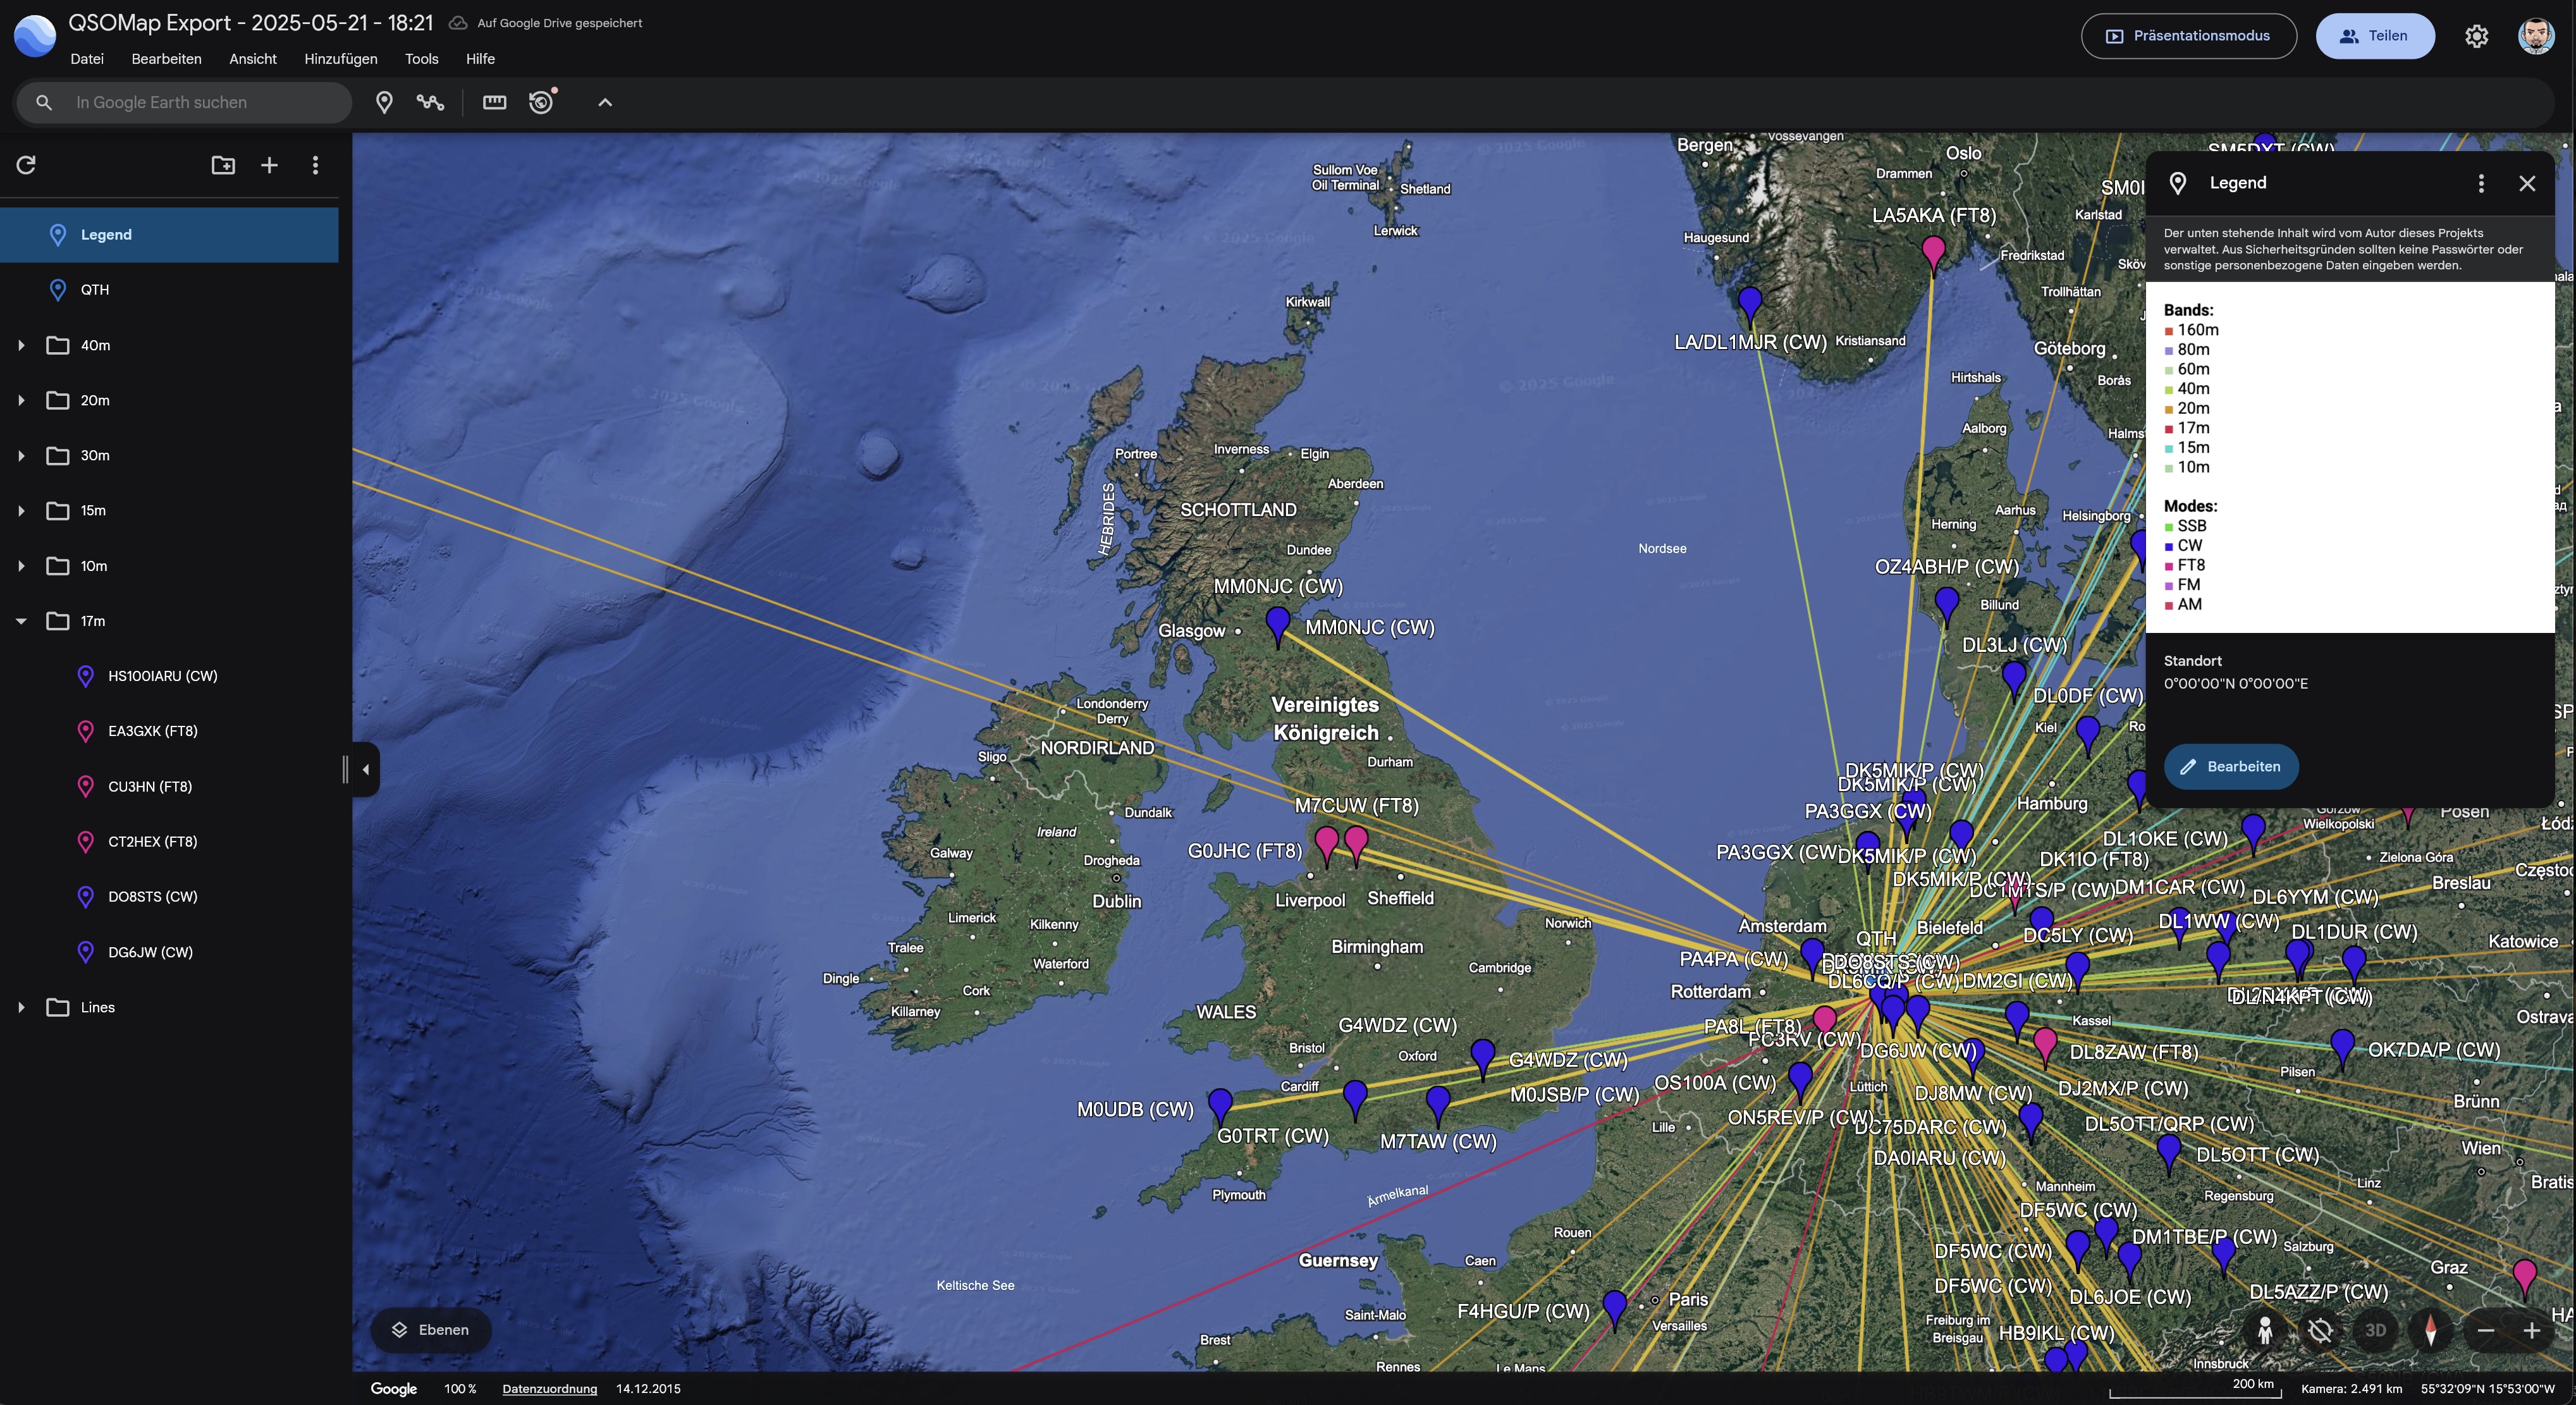 QSOMap Export - 2025-05-21 - 18:21
Auf Google Drive gespeichert
Datei Bearbeiten Ansicht Hinzufügen Tools Hilfe
Präsentationsmodus
Teilen
In Google Earth suchen
Legend
QTH
40m
20m
30m
15m
10m
17m
HS100IARU (CW)
EA3GXK (FT8)
CU3HN (FT8)
CT2HEX (FT8)
DO8STS (CW)
DG6JW (CW)
Lines
Bergen
Vossevangen
Oslo
SM5DXT (CW)
Sullom Voe
Oil Terminal
Shetland
Drammen
Lerwick
LA5AKA (FT8)
Karlstad
Haugesund
Fredrikstad
Trollhättan
Kirkwall
LA/DL1MJR (CW)
Kristiansand
Göteborg
Hirtshals
Borås
Aalborg
Portree
Inverness
Elgin
Aberdeen
HEBRIDES
SCHOTTLAND
Aarhus
Helsingborg
Herning
Nordsee
Dundee
OZ4ABH/P (CW)
MM0NJC (CW)
Billund
Glasgow
MM0NJC (CW)
DL3LJ (CW)
DL0DF (CW)
Londonderry
Derry
Vereinigtes
Königreich
Kiel
NORDIRLAND
Sligo
Durham
DK5MIK/P (CW)
DK5MIK/P (CW)
Hamburg
M7CUW (FT8)
PA3GGX (CW)
Dundalk
Gorzów
Wielkopolski
Posen
Ireland
DL1OKE (CW)
G0JHC (FT8)
Galway
Drogheda
PA3GGX (CW)
DK5MIK/P (CW)
DK1IO (FT8)
Zielona Góra
Breslau
DK5MIK/P (CW)
DM1CAR (CW)
DL6YYM (CW)
Liverpool
Sheffield
Dublin
Limerick
Kilkenny
Norwich
Amsterdam
Bielefeld
DL1WW (CW)
DL1DUR (CW)
QTH
DC5LY (CW)
Katowice
Tralee
Birmingham
Waterford
Cambridge
PA4PA (CW)
DO8STS (CW)
Dingle
DL6CQ/P (CW)
DM2GI (CW)
Cork
Rotterdam
DL/N4KPT (CW)
Killarney
WALES
G4WDZ (CW)
PA8L (FT8)
Kassel
PC3RV (CW)
Bristol
Oxford
DG6JW (CW)
DL8ZAW (FT8)
OK7DA/P (CW)
G4WDZ (CW)
Pilsen
Cardiff
OS100A (CW)
Lüttich
M0UDB (CW)
M0JSB/P (CW)
DJ8MW (CW)
DJ2MX/P (CW)
Brünn
Lille
ON5REV/P (CW)
DC75DARC (CW)
DL5OTT/QRP (CW)
G0TRT (CW)
M7TAW (CW)
DA0IARU (CW)
DL5OTT (CW)
Wien
Plymouth
Ärmelkanal
Mannheim
Regensburg
Linz
DF5WC (CW)
Rouen
DM1TBE/P (CW)
Salzburg
Guernsey
Caen
DF5WC (CW)
Graz
Keltische See
DF5WC (CW)
DL6JOE (CW)
DL5AZZ/P (CW)
Saint-Malo
F4HGU/P (CW)
Paris
Versailles
Freiburg im
Breisgau
HB9IKL (CW)
Brest
Rennes
Le Mans
Innsbruck
Legend
Der unten stehende Inhalt wird vom Autor dieses Projekts
verwaltet. Aus Sicherheitsgründen sollten keine Passwörter oder
sonstige personenbezogene Daten eingeben werden.
Bands:
160m
80m
60m
40m
20m
17m
15m
10m
Modes:
SSB
CW
FT8
FM
AM
Standort
0°00'00"N 0°00'00"E
Bearbeiten
Ebenen
3D
Google 100 % Datenzuordnung 14.12.2015
200 km Kamera: 2.491 km 55°32'09"N 15°53'00"W